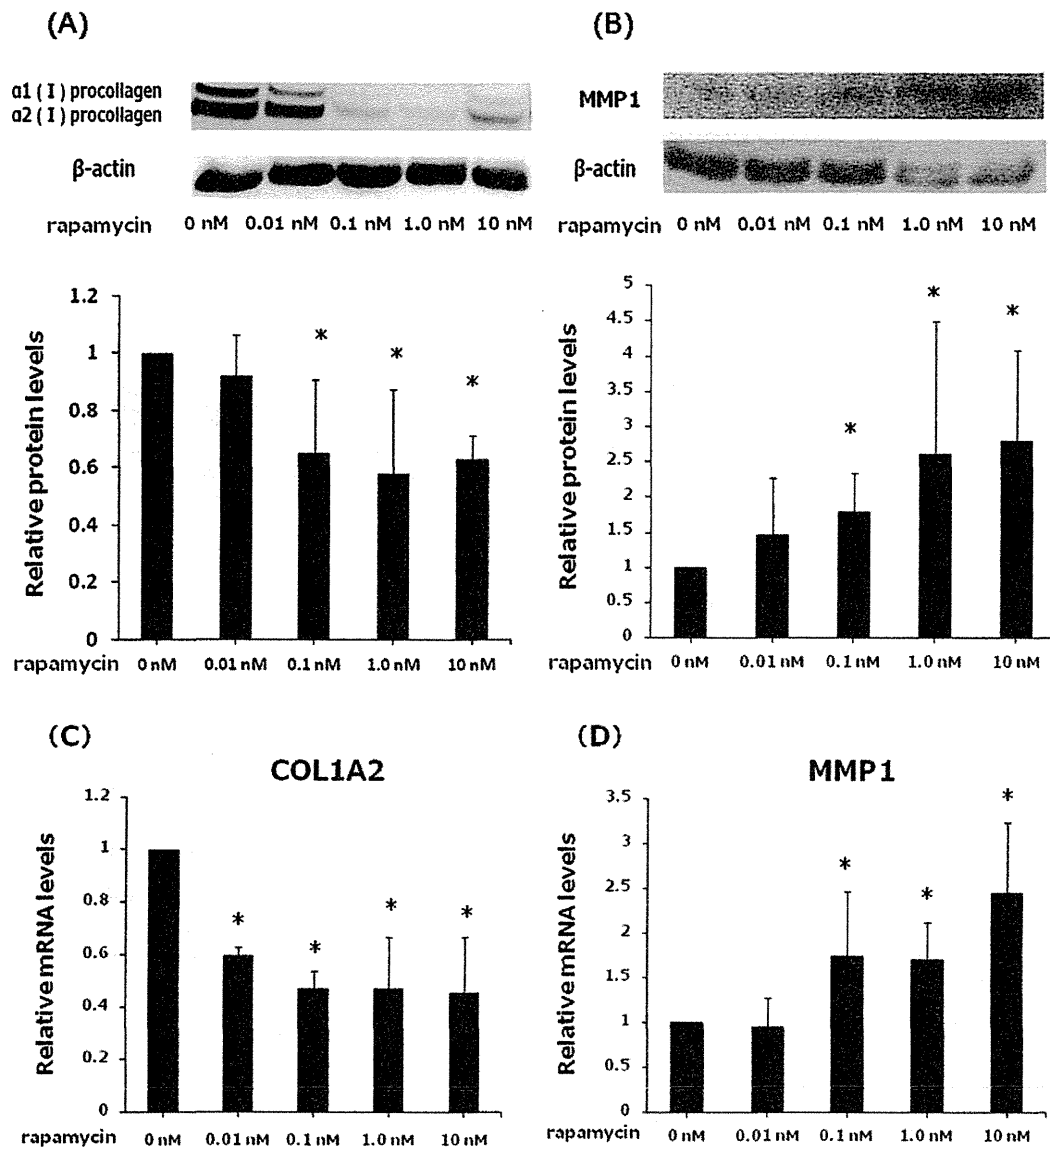 (A)
α1 ( I ) procollagen
α2 ( I ) procollagen
β-actin
rapamycin 0 nM 0.01 nM 0.1 nM 1.0 nM 10 nM
Relative protein levels
1.2
1
0.8
0.6
0.4
0.2
0
* * *
rapamycin 0 nM 0.01 nM 0.1 nM 1.0 nM 10 nM
(B)
MMP1
β-actin
rapamycin 0 nM 0.01 nM 0.1 nM 1.0 nM 10 nM
Relative protein levels
5
4.5
4
3.5
3
2.5
2
1.5
1
0.5
0
* * *
rapamycin 0 nM 0.01 nM 0.1 nM 1.0 nM 10 nM
(C)
COL1A2
Relative mRNA levels
1.2
1
0.8
0.6
0.4
0.2
0
* * * *
rapamycin 0 nM 0.01 nM 0.1 nM 1.0 nM 10 nM
(D)
MMP1
Relative mRNA levels
3.5
3
2.5
2
1.5
1
0.5
0
* * *
rapamycin 0 nM 0.01 nM 0.1 nM 1.0 nM 10 nM